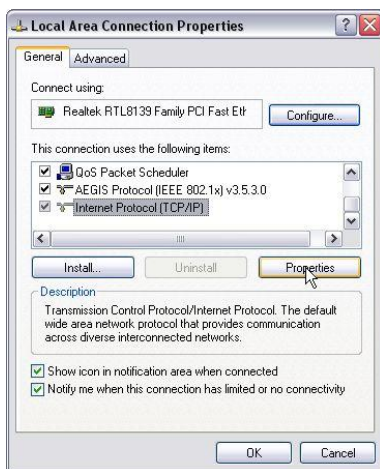 Local Area Connection Properties
General Advanced
Connect using:
Realtek RTL8139 Family PCI Fast Eth
Configure...
This connection uses the following items:
QoS Packet Scheduler
AEGIS Protocol (IEEE 802.1x) v3.5.3.0
Internet Protocol (TCP/IP)
Install... Uninstall Properties
Description
Transmission Control Protocol/Internet Protocol. The default
wide area network protocol that provides communication
across diverse interconnected networks.
Show icon in notification area when connected
Notify me when this connection has limited or no connectivity
OK Cancel